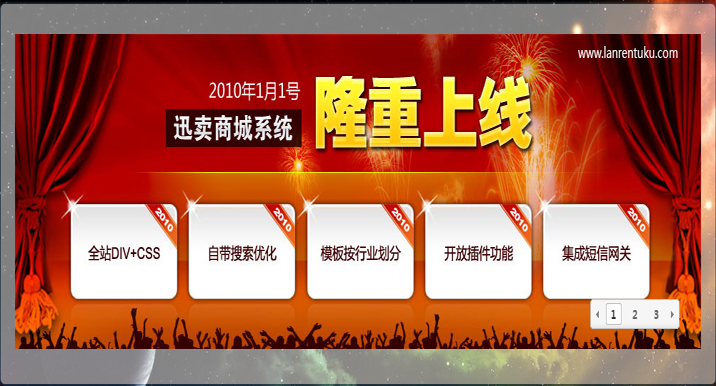 www.lanrentuku.com
2010年1月1号
迅卖商城系统
隆重上线
2010
2010
2010
2010
2010
全站DIV+CSS
自带搜索优化
模板按行业划分
开放插件功能
集成短信网关
1 2 3